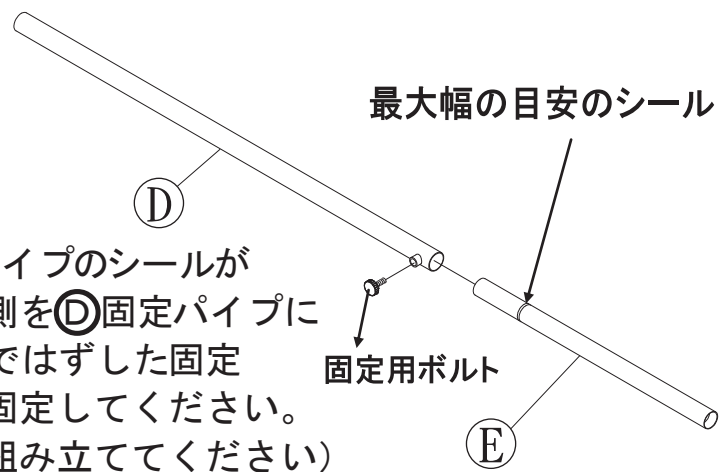 最大幅の目安のシール
D
イプのシールが
側をⒹ固定パイプに
ではずした固定
固定用ボルト
固定してください。
組み立ててください）
E